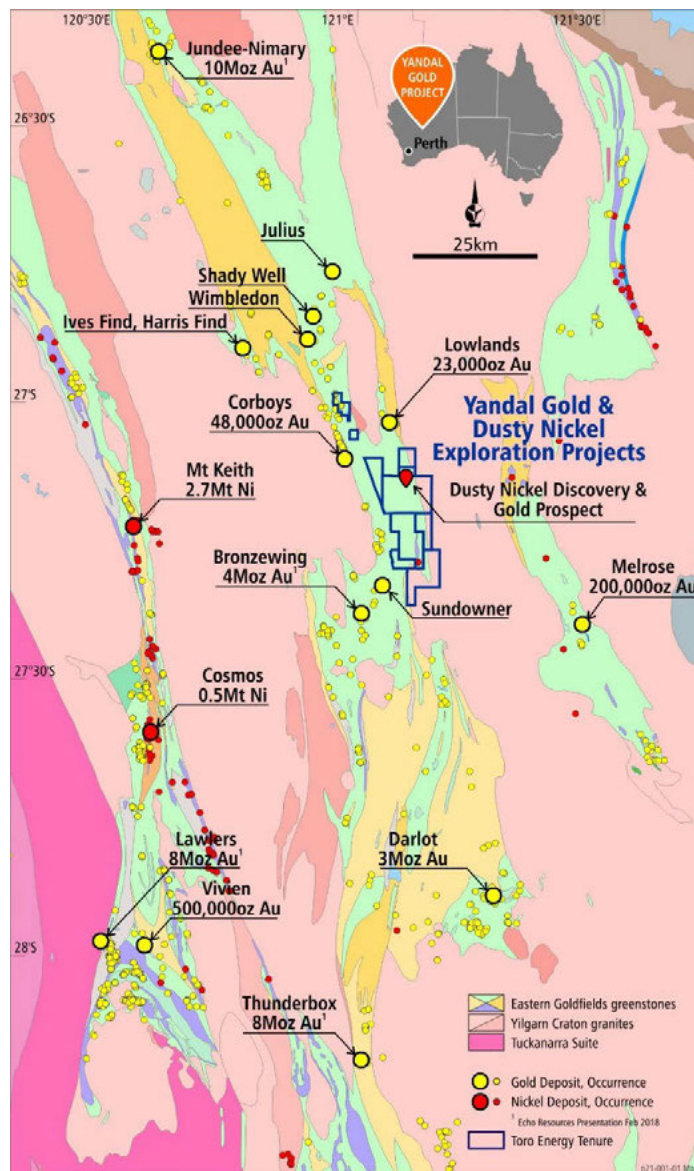 120°30'E
121°E
121°30'E
Jundee-Nimary
10Moz Au¹
YANDAL
GOLD
PROJECT
Perth
26°30'S
25km
Julius
Shady Well
Wimbledon
Ives Find, Harris Find
Lowlands
23,000oz Au
27°S
Corboys
48,000oz Au
Yandal Gold &
Dusty Nickel
Exploration Projects
Mt Keith
2.7Mt Ni
Dusty Nickel Discovery &
Gold Prospect
Bronzewing
4Moz Au¹
Melrose
200,000oz Au
Sundowner
27°30'S
Cosmos
0.5Mt Ni
Lawlers
8Moz Au¹
Darlot
3Moz Au
Vivien
500,000oz Au
28°S
Thunderbox
8Moz Au¹
Eastern Goldfields greenstones
Yilgarn Craton granites
Tuckanarra Suite
Gold Deposit, Occurrence
Nickel Deposit, Occurrence
¹ Echo Resources Presentation Feb 2018
Toro Energy Tenure